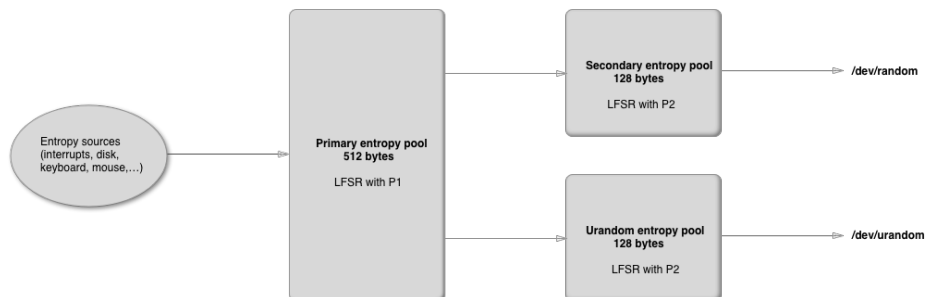 Entropy sources
(interrupts, disk,
keyboard, mouse,...)
Primary entropy pool
512 bytes
LFSR with P1
Secondary entropy pool
128 bytes
LFSR with P2
/dev/random
Urandom entropy pool
128 bytes
LFSR with P2
/dev/urandom